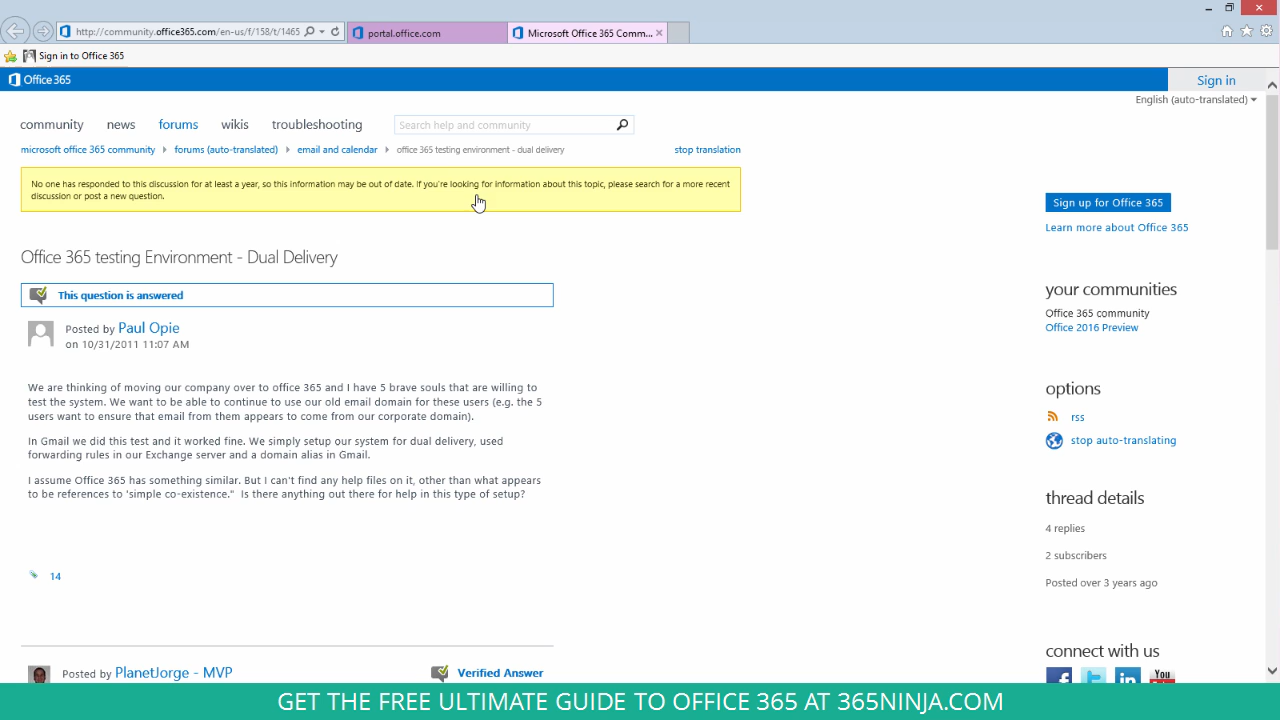 http://community.office365.com/en-us/f/158/t/1465
portal.office.com
Microsoft Office 365 Comm...
Sign in to Office 365
Office 365
Sign in
English (auto-translated)
community news forums wikis troubleshooting
Search help and community
microsoft office 365 community forums (auto-translated) email and calendar office 365 testing environment - dual delivery
stop translation
No one has responded to this discussion for at least a year, so this information may be out of date. If you're looking for information about this topic, please search for a more recent
discussion or post a new question.
Sign up for Office 365
Learn more about Office 365
Office 365 testing Environment - Dual Delivery
This question is answered
Posted by Paul Opie
on 10/31/2011 11:07 AM
We are thinking of moving our company over to office 365 and I have 5 brave souls that are willing to
test the system. We want to be able to continue to use our old email domain for these users (e.g. the 5
users want to ensure that email from them appears to come from our corporate domain).
In Gmail we did this test and it worked fine. We simply setup our system for dual delivery, used
forwarding rules in our Exchange server and a domain alias in Gmail.
I assume Office 365 has something similar. But I can't find any help files on it, other than what appears
to be references to 'simple co-existence." Is there anything out there for help in this type of setup?
14
Posted by PlanetJorge - MVP
Verified Answer
your communities
Office 365 community
Office 2016 Preview
options
rss
stop auto-translating
thread details
4 replies
2 subscribers
Posted over 3 years ago
connect with us
You
GET THE FREE ULTIMATE GUIDE TO OFFICE 365 AT 365NINJA.COM